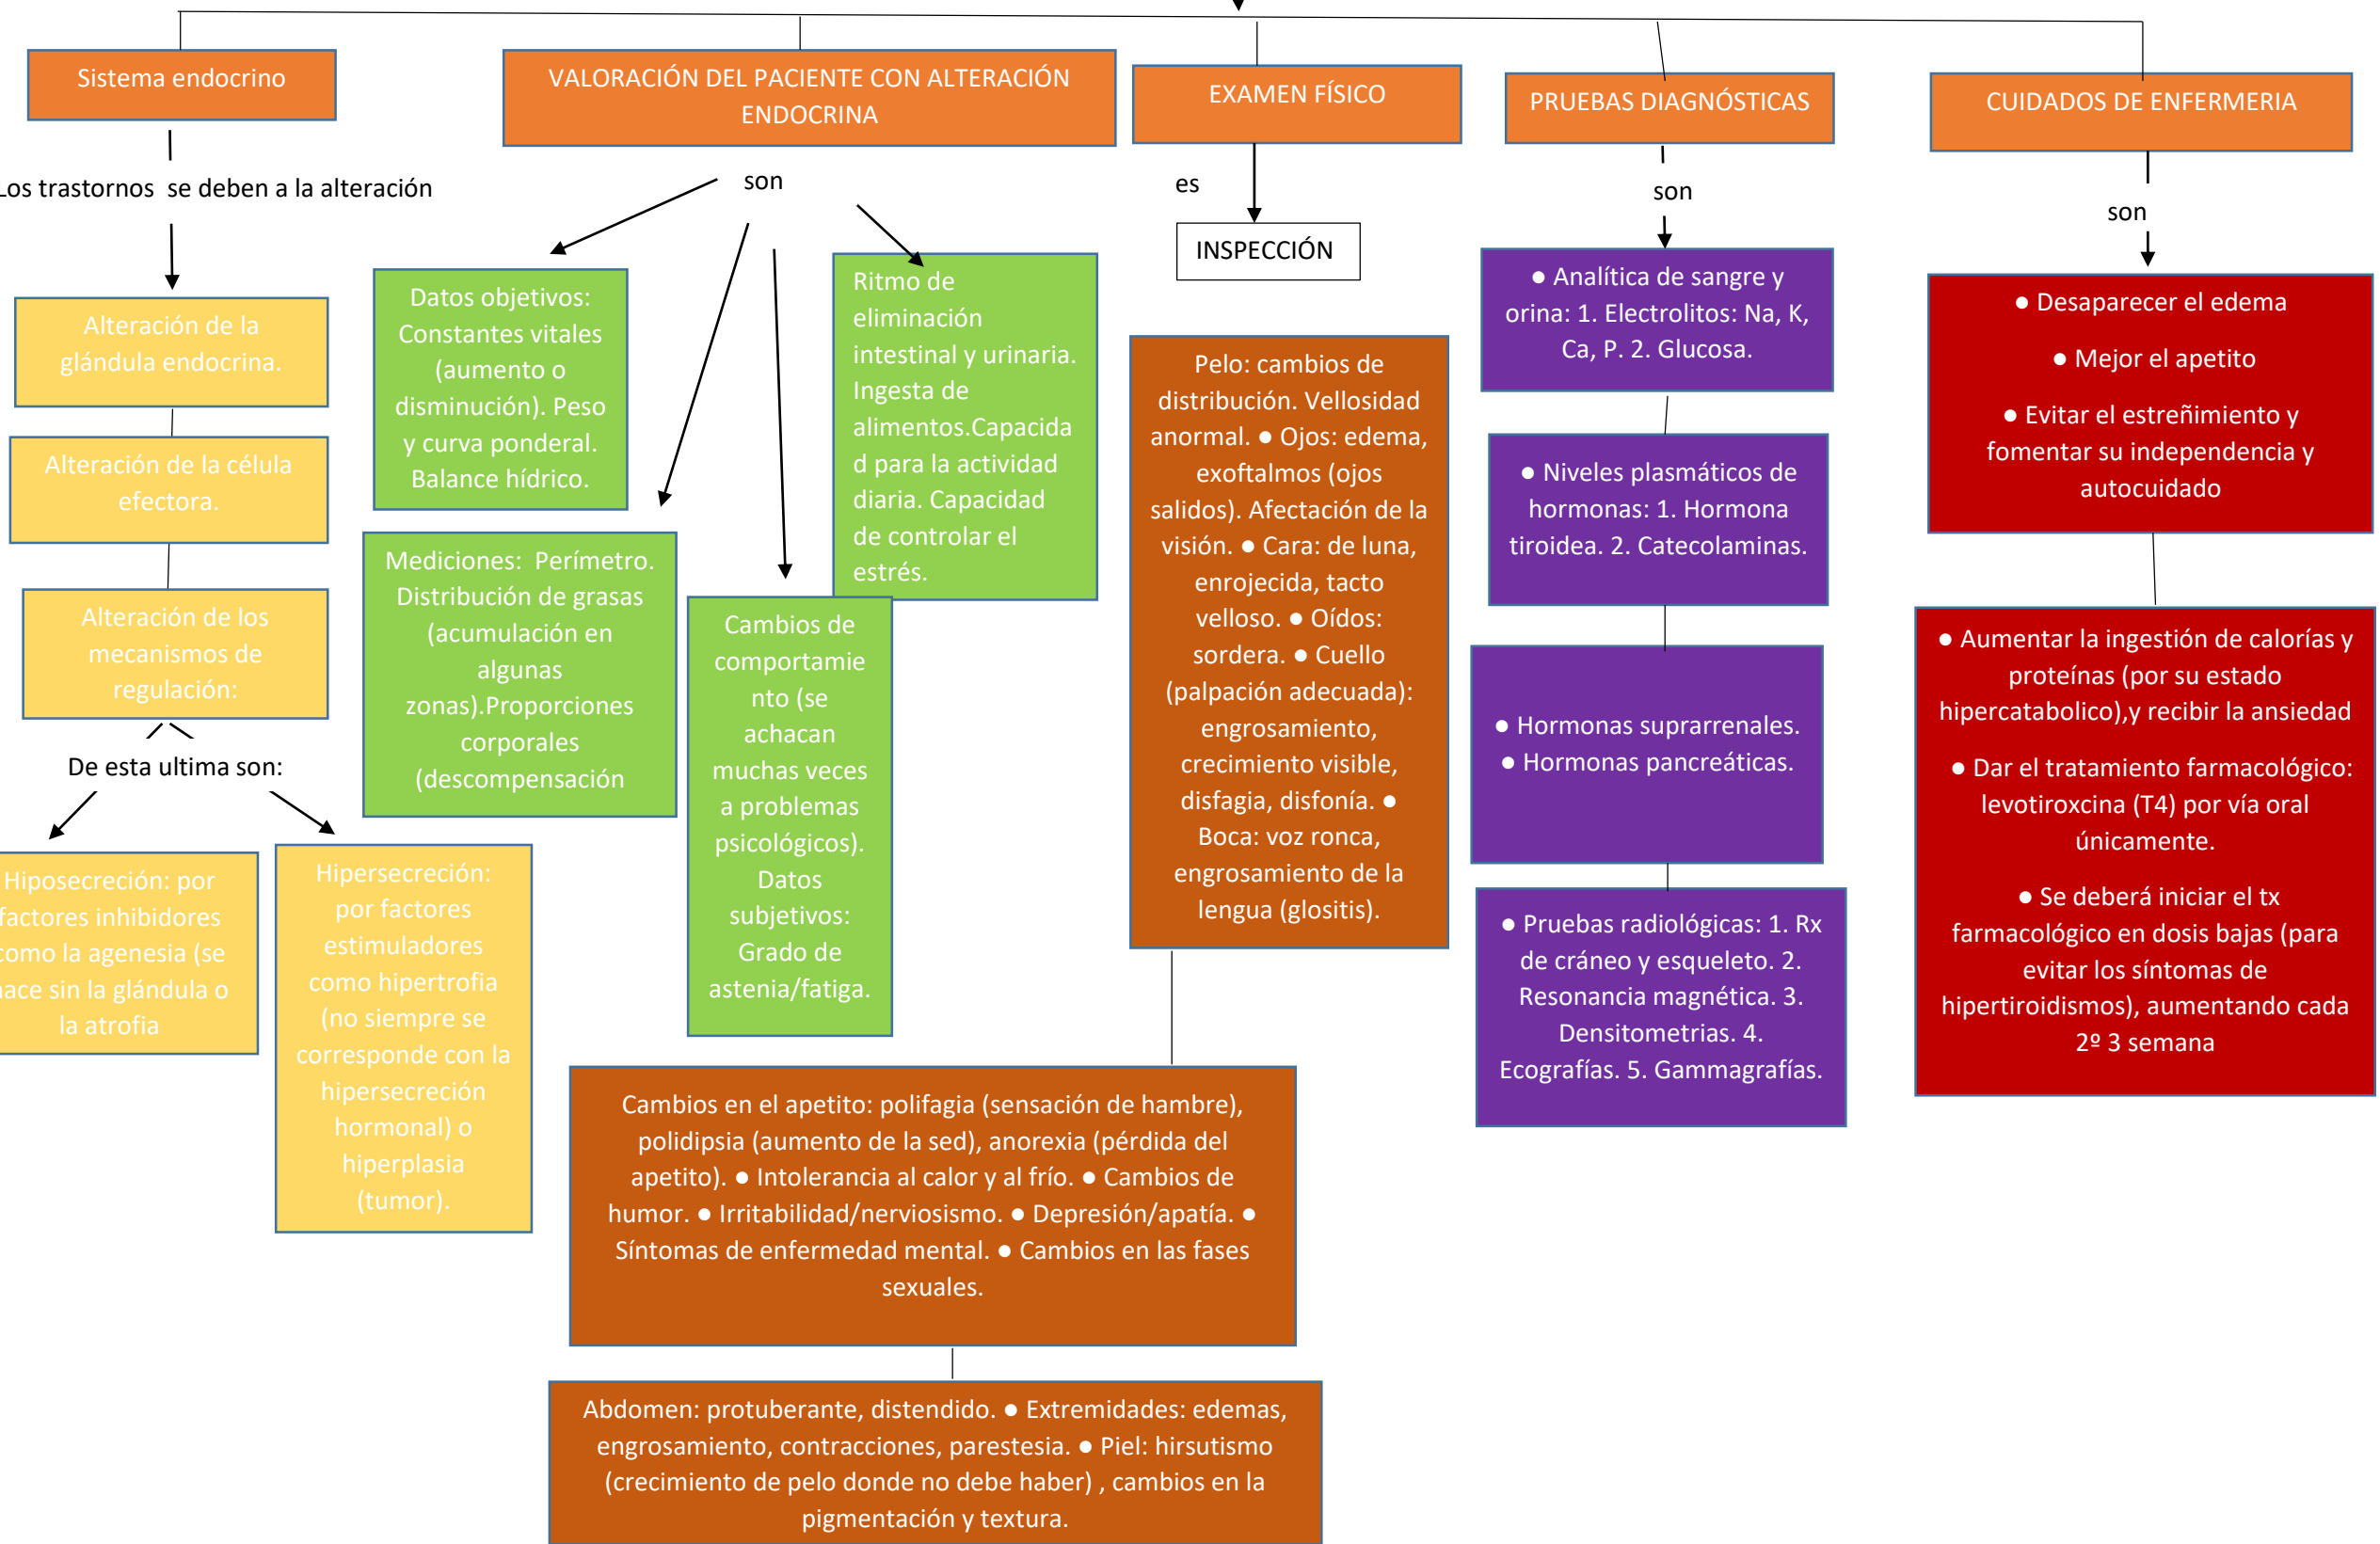 Sistema endocrino
Los trastornos  se deben a la alteración
Alteración de la
glándula endocrina.
Alteración de la célula
efectora.
Alteración de los
mecanismos de
regulación:
De esta ultima son:
Hiposecreción: por
factores inhibidores
como la agenesia (se
nace sin la glándula o
la atrofia
Hipersecreción:
por factores
estimuladores
como hipertrofia
(no siempre se
corresponde con la
hipersecreción
hormonal) o
hiperplasia
(tumor).
VALORACIÓN DEL PACIENTE CON ALTERACIÓN
ENDOCRINA
son
Datos objetivos:
Constantes vitales
(aumento o
disminución). Peso
y curva ponderal.
Balance hídrico.
Mediciones:  Perímetro.
Distribución de grasas
(acumulación en
algunas
zonas).Proporciones
corporales
(descompensación
Cambios de
comportamie
nto (se
achacan
muchas veces
a problemas
psicológicos).
Datos
subjetivos:
Grado de
astenia/fatiga.
Ritmo de
eliminación
intestinal y urinaria.
Ingesta de
alimentos.Capacida
d para la actividad
diaria. Capacidad
de controlar el
estrés.
EXAMEN FÍSICO
es
INSPECCIÓN
Pelo: cambios de
distribución. Vellosidad
anormal. ● Ojos: edema,
exoftalmos (ojos
salidos). Afectación de la
visión. ● Cara: de luna,
enrojecida, tacto
velloso. ● Oídos:
sordera. ● Cuello
(palpación adecuada):
engrosamiento,
crecimiento visible,
disfagia, disfonía. ●
Boca: voz ronca,
engrosamiento de la
lengua (glositis).
Cambios en el apetito: polifagia (sensación de hambre),
polidipsia (aumento de la sed), anorexia (pérdida del
apetito). ● Intolerancia al calor y al frío. ● Cambios de
humor. ● Irritabilidad/nerviosismo. ● Depresión/apatía. ●
Síntomas de enfermedad mental. ● Cambios en las fases
sexuales.
Abdomen: protuberante, distendido. ● Extremidades: edemas,
engrosamiento, contracciones, parestesia. ● Piel: hirsutismo
(crecimiento de pelo donde no debe haber) , cambios en la
pigmentación y textura.
PRUEBAS DIAGNÓSTICAS
son
● Analítica de sangre y
orina: 1. Electrolitos: Na, K,
Ca, P. 2. Glucosa.
● Niveles plasmáticos de
hormonas: 1. Hormona
tiroidea. 2. Catecolaminas.
● Hormonas suprarrenales.
● Hormonas pancreáticas.
● Pruebas radiológicas: 1. Rx
de cráneo y esqueleto. 2.
Resonancia magnética. 3.
Densitometrias. 4.
Ecografías. 5. Gammagrafías.
CUIDADOS DE ENFERMERIA
son
● Desaparecer el edema
● Mejor el apetito
● Evitar el estreñimiento y
fomentar su independencia y
autocuidado
● Aumentar la ingestión de calorías y
proteínas (por su estado
hipercatabolico),y recibir la ansiedad
● Dar el tratamiento farmacológico:
levotiroxcina (T4) por vía oral
únicamente.
● Se deberá iniciar el tx
farmacológico en dosis bajas (para
evitar los síntomas de
hipertiroidismos), aumentando cada
2º 3 semana